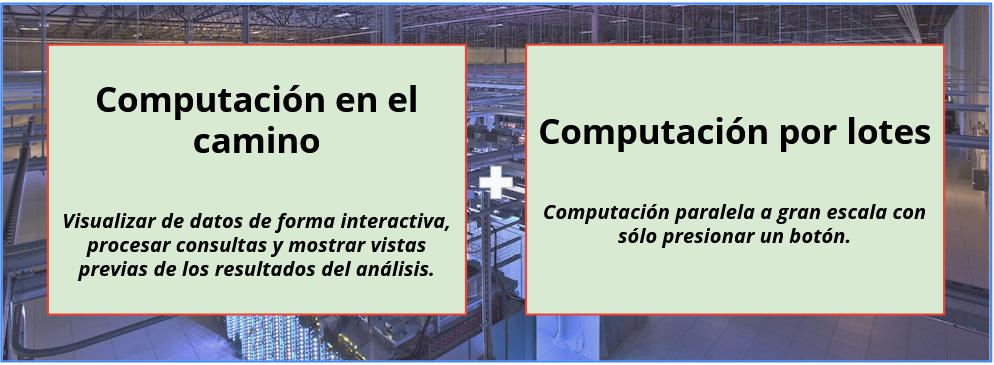 Computación en el
camino
Visualizar de datos de forma interactiva,
procesar consultas y mostrar vistas
previas de los resultados del análisis.
Computación por lotes
Computación paralela a gran escala con
sólo presionar un botón.